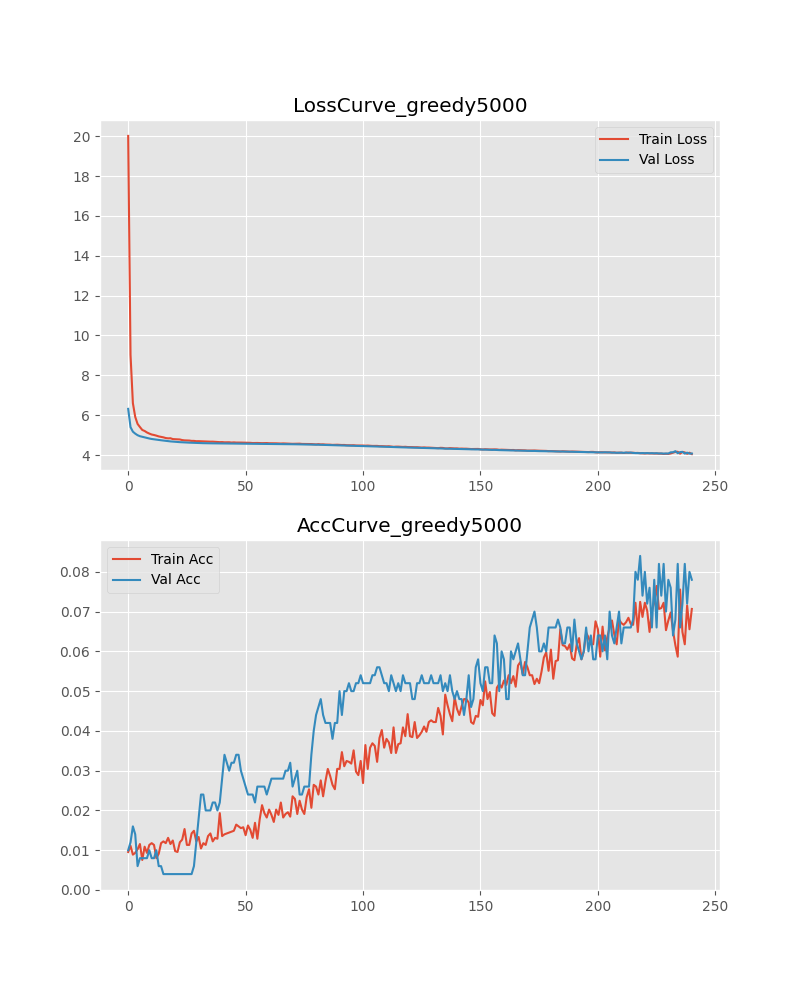 LossCurve_greedy5000
20
18
16
14
12
10
8
6
4
Train Loss
Val Loss
0 50 100 150 200 250
AccCurve_greedy5000
0.08
0.07
0.06
0.05
0.04
0.03
0.02
0.01
0.00
Train Acc
Val Acc
0 50 100 150 200 250